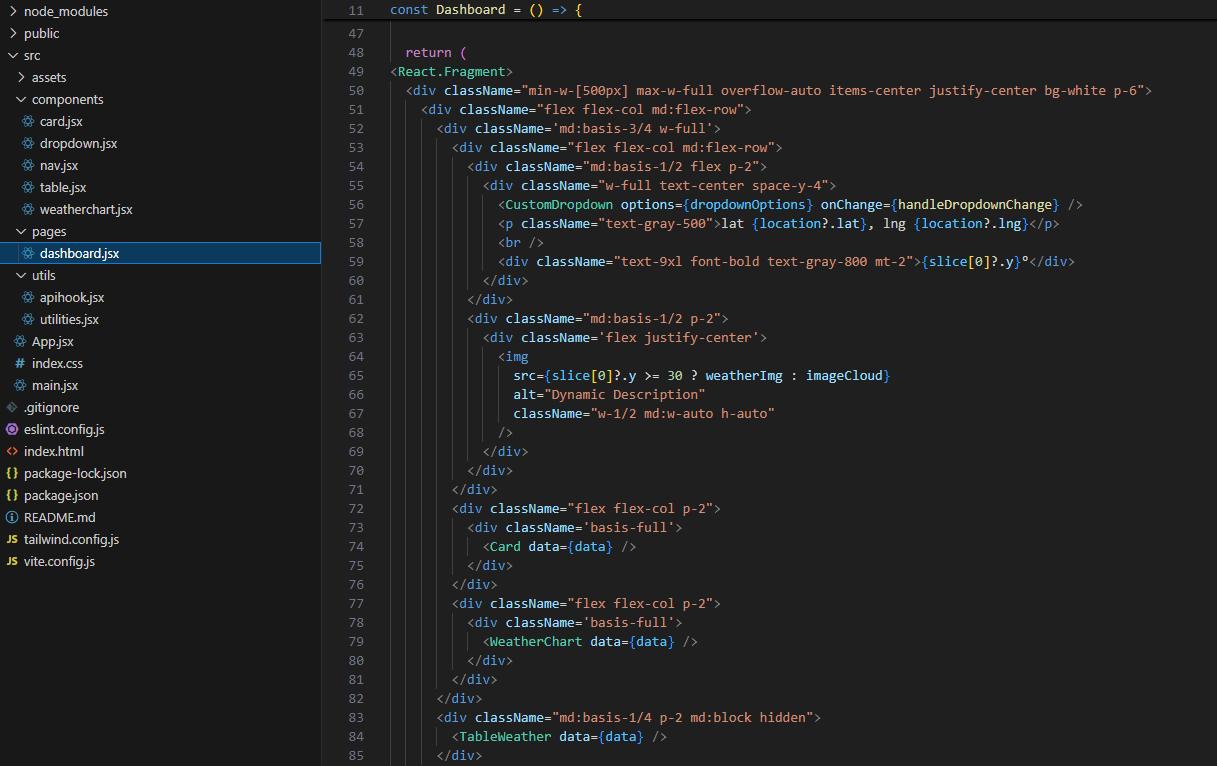 node_modules
public
src
assets
components
card.jsx
dropdown.jsx
nav.jsx
table.jsx
weatherchart.jsx
pages
dashboard.jsx
utils
apihook.jsx
utilities.jsx
App.jsx
# index.css
main.jsx
.gitignore
eslint.config.js
<> index.html
{} package-lock.json
{} package.json
README.md
JS tailwind.config.js
JS vite.config.js
11 const Dashboard = () => {
47
48 return (
49 <React.Fragment>
50 <div className="min-w-[500px] max-w-full overflow-auto items-center justify-center bg-white p-6">
51 <div className="flex flex-col md:flex-row">
52 <div className='md:basis-3/4 w-full'>
53 <div className="flex flex-col md:flex-row">
54 <div className="md:basis-1/2 flex p-2">
55 <div className="w-full text-center space-y-4">
56 <CustomDropdown options={dropdownOptions} onChange={handleDropdownChange} />
57 <p className="text-gray-500">lat {location?.lat}, lng {location?.lng}</p>
58 <br />
59 <div className="text-9xl font-bold text-gray-800 mt-2">{slice[0]?.y}°</div>
60 </div>
61 </div>
62 <div className="md:basis-1/2 p-2">
63 <div className='flex justify-center'>
64 <img
65 src={slice[0]?.y >= 30 ? weatherImg : imageCloud}
66 alt="Dynamic Description"
67 className="w-1/2 md:w-auto h-auto"
68 />
69 </div>
70 </div>
71 </div>
72 <div className="flex flex-col p-2">
73 <div className='basis-full'>
74 <Card data={data} />
75 </div>
76 </div>
77 <div className="flex flex-col p-2">
78 <div className='basis-full'>
79 <WeatherChart data={data} />
80 </div>
81 </div>
82 </div>
83 <div className="md:basis-1/4 p-2 md:block hidden">
84 <TableWeather data={data} />
85 </div>